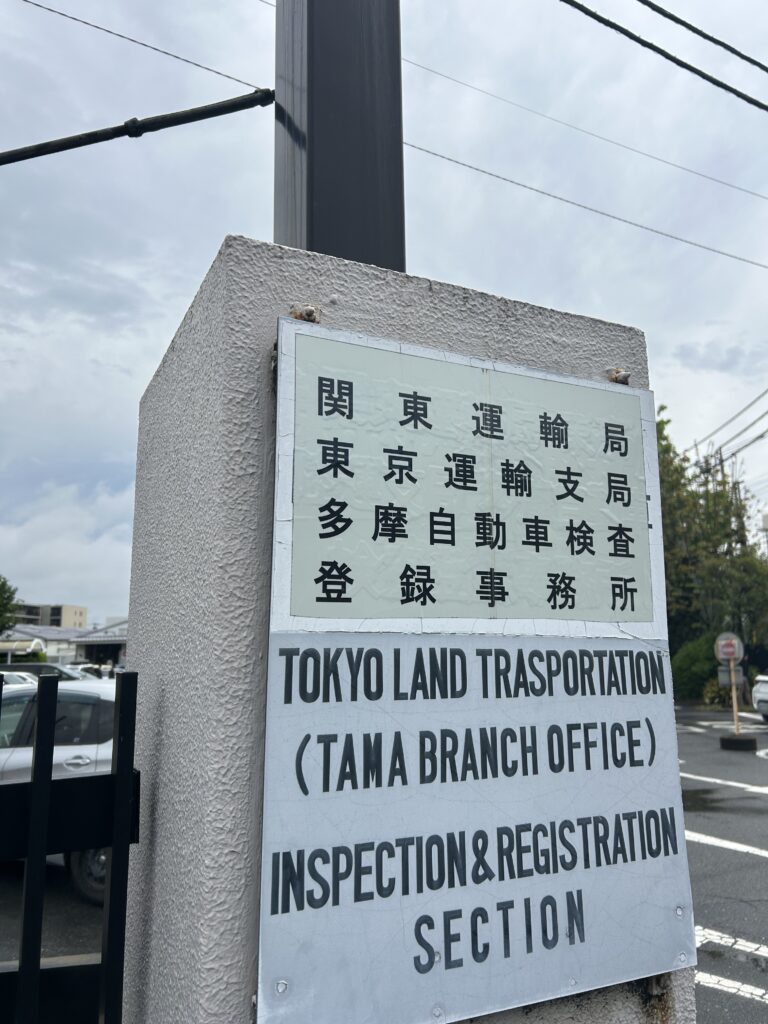 関東運輸局
東京運輸支局
多摩自動車検査
登録事務所
TOKYO LAND TRASPORTATION
(TAMA BRANCH OFFICE)
INSPECTION&REGISTRATION
SECTION